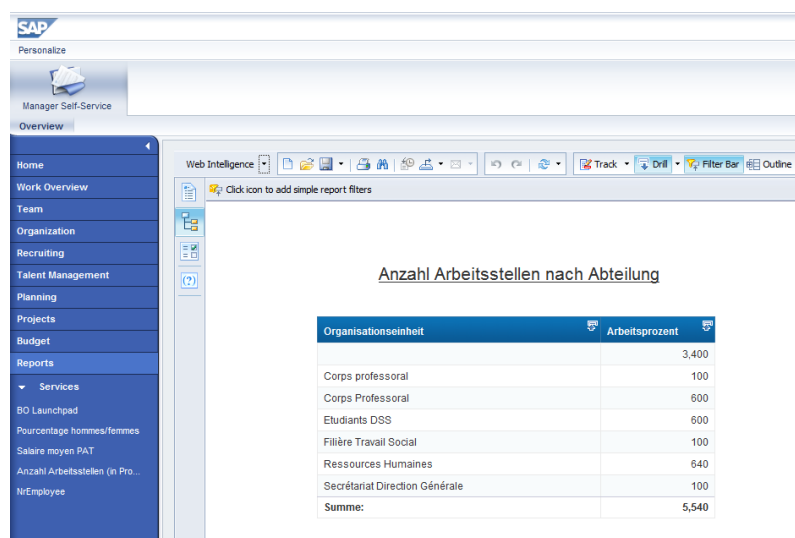 SAP
Personalize
Manager Self-Service
Overview
Home
Work Overview
Team
Organization
Recruiting
Talent Management
Planning
Projects
Budget
Reports
Services
BO Launchpad
Pourcentage hommes/femmes
Salaire moyen PAT
Anzahl Arbeitsstellen (in Pro...
NrEmployee
Web Intelligence Track Drill Filter Bar Outline
Click icon to add simple report filters
Anzahl Arbeitsstellen nach Abteilung
Organisationseinheit Arbeitsprozent
3,400
Corps professoral 100
Corps Professoral 600
Etudiants DSS 600
Filière Travail Social 100
Ressources Humaines 640
Secrétariat Direction Générale 100
Summe: 5,540